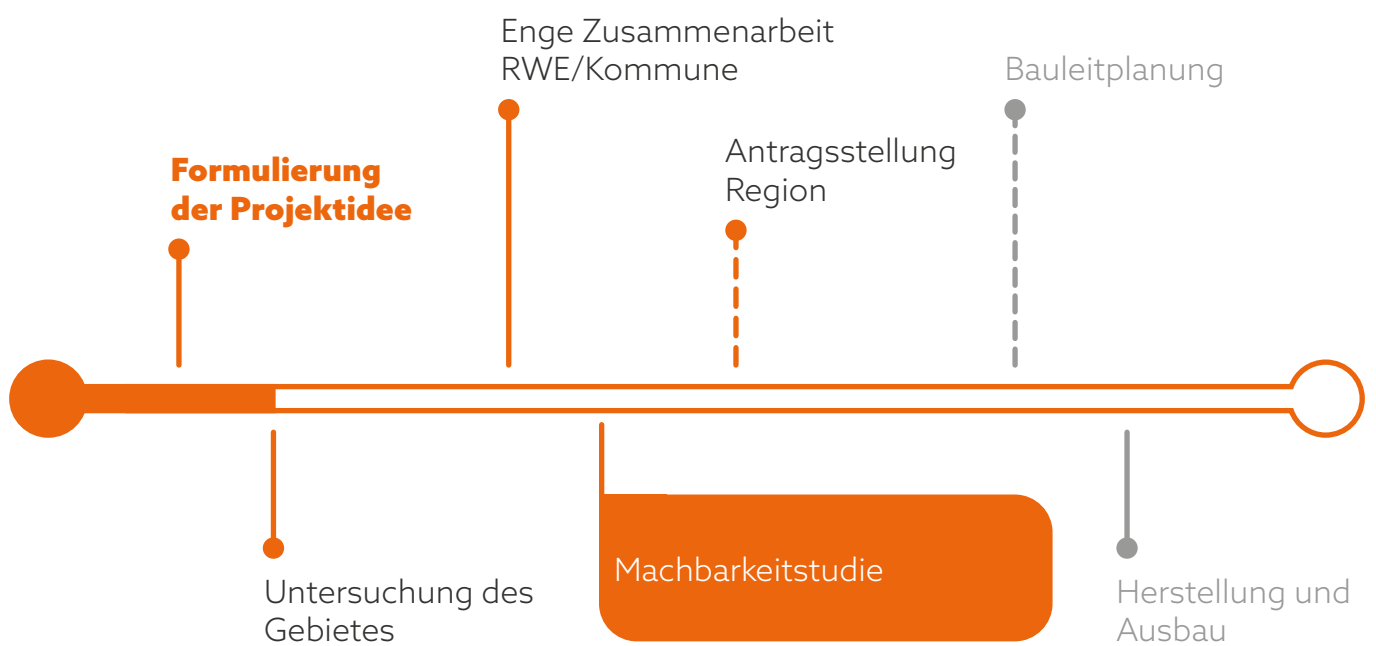 Enge Zusammenarbeit
RWE/Kommune
Bauleitplanung
Antragsstellung
Region
Formulierung
der Projektidee
Machbarkeitstudie
Untersuchung des
Gebietes
Herstellung und
Ausbau